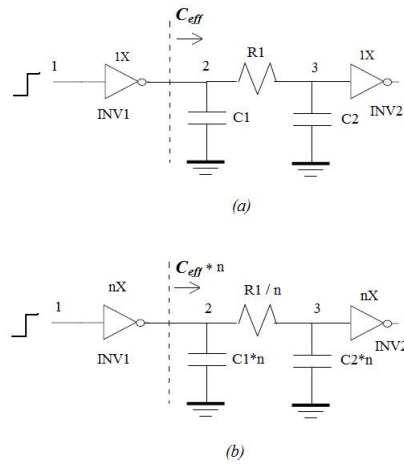 C_eff
1
1X
2
R1
3
1X
INV1
C1
C2
INV2
(a)
C_eff * n
1
nX
2
R1 / n
3
nX
INV1
C1*n
C2*n
INV2
(b)